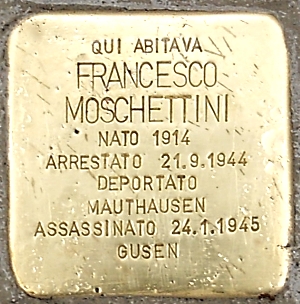 QUI ABITAVA
FRANCESCO
MOSCHETTINI
NATO 1914
ARRESTATO 21.9.1944
DEPORTATO
MAUTHAUSEN
ASSASSINATO 24.1.1945
GUSEN